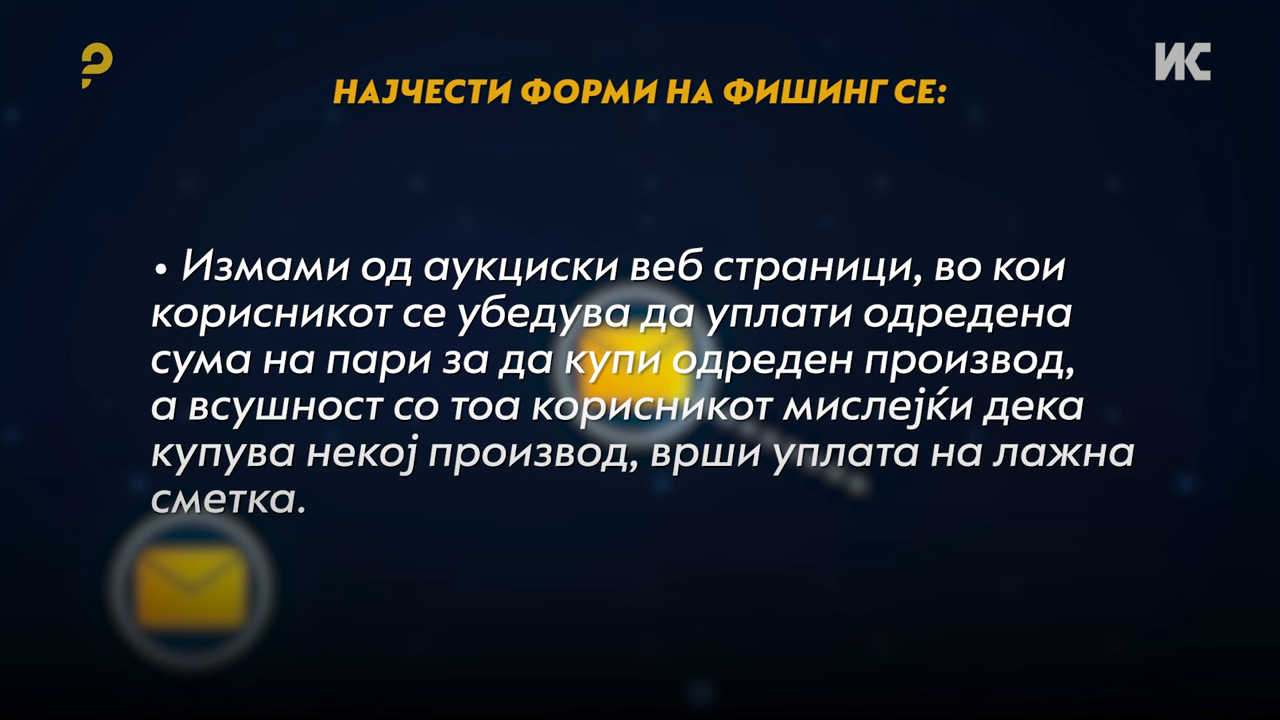 ИС
НАЈЧЕСТИ ФОРМИ НА ФИШИНГ СЕ:
• Измами од аукциски веб страници, во кои
корисникот се убедува да уплати одредена
сума на пари за да купи одреден производ,
а всушност со тоа корисникот мислејќи дека
купува некој производ, врши уплата на лажна
сметка.